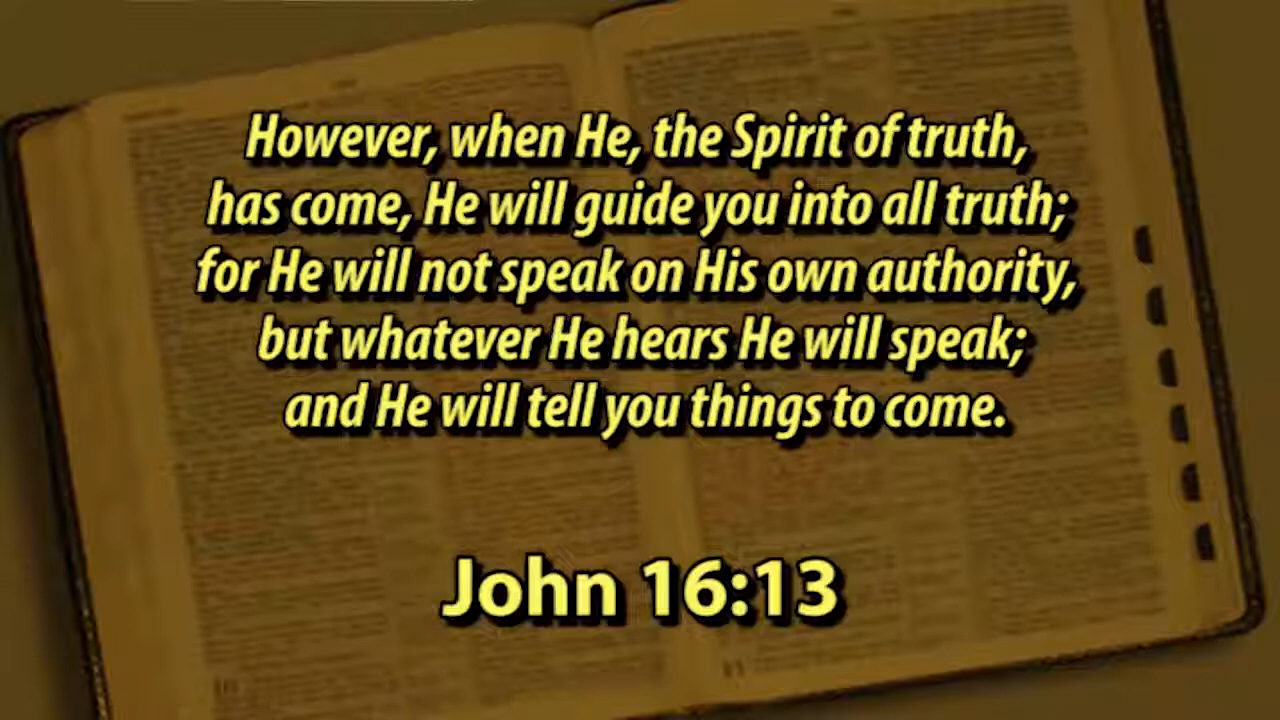 However, when He, the Spirit of truth,
has come, He will guide you into all truth;
for He will not speak on His own authority,
but whatever He hears He will speak;
and He will tell you things to come.
John 16:13